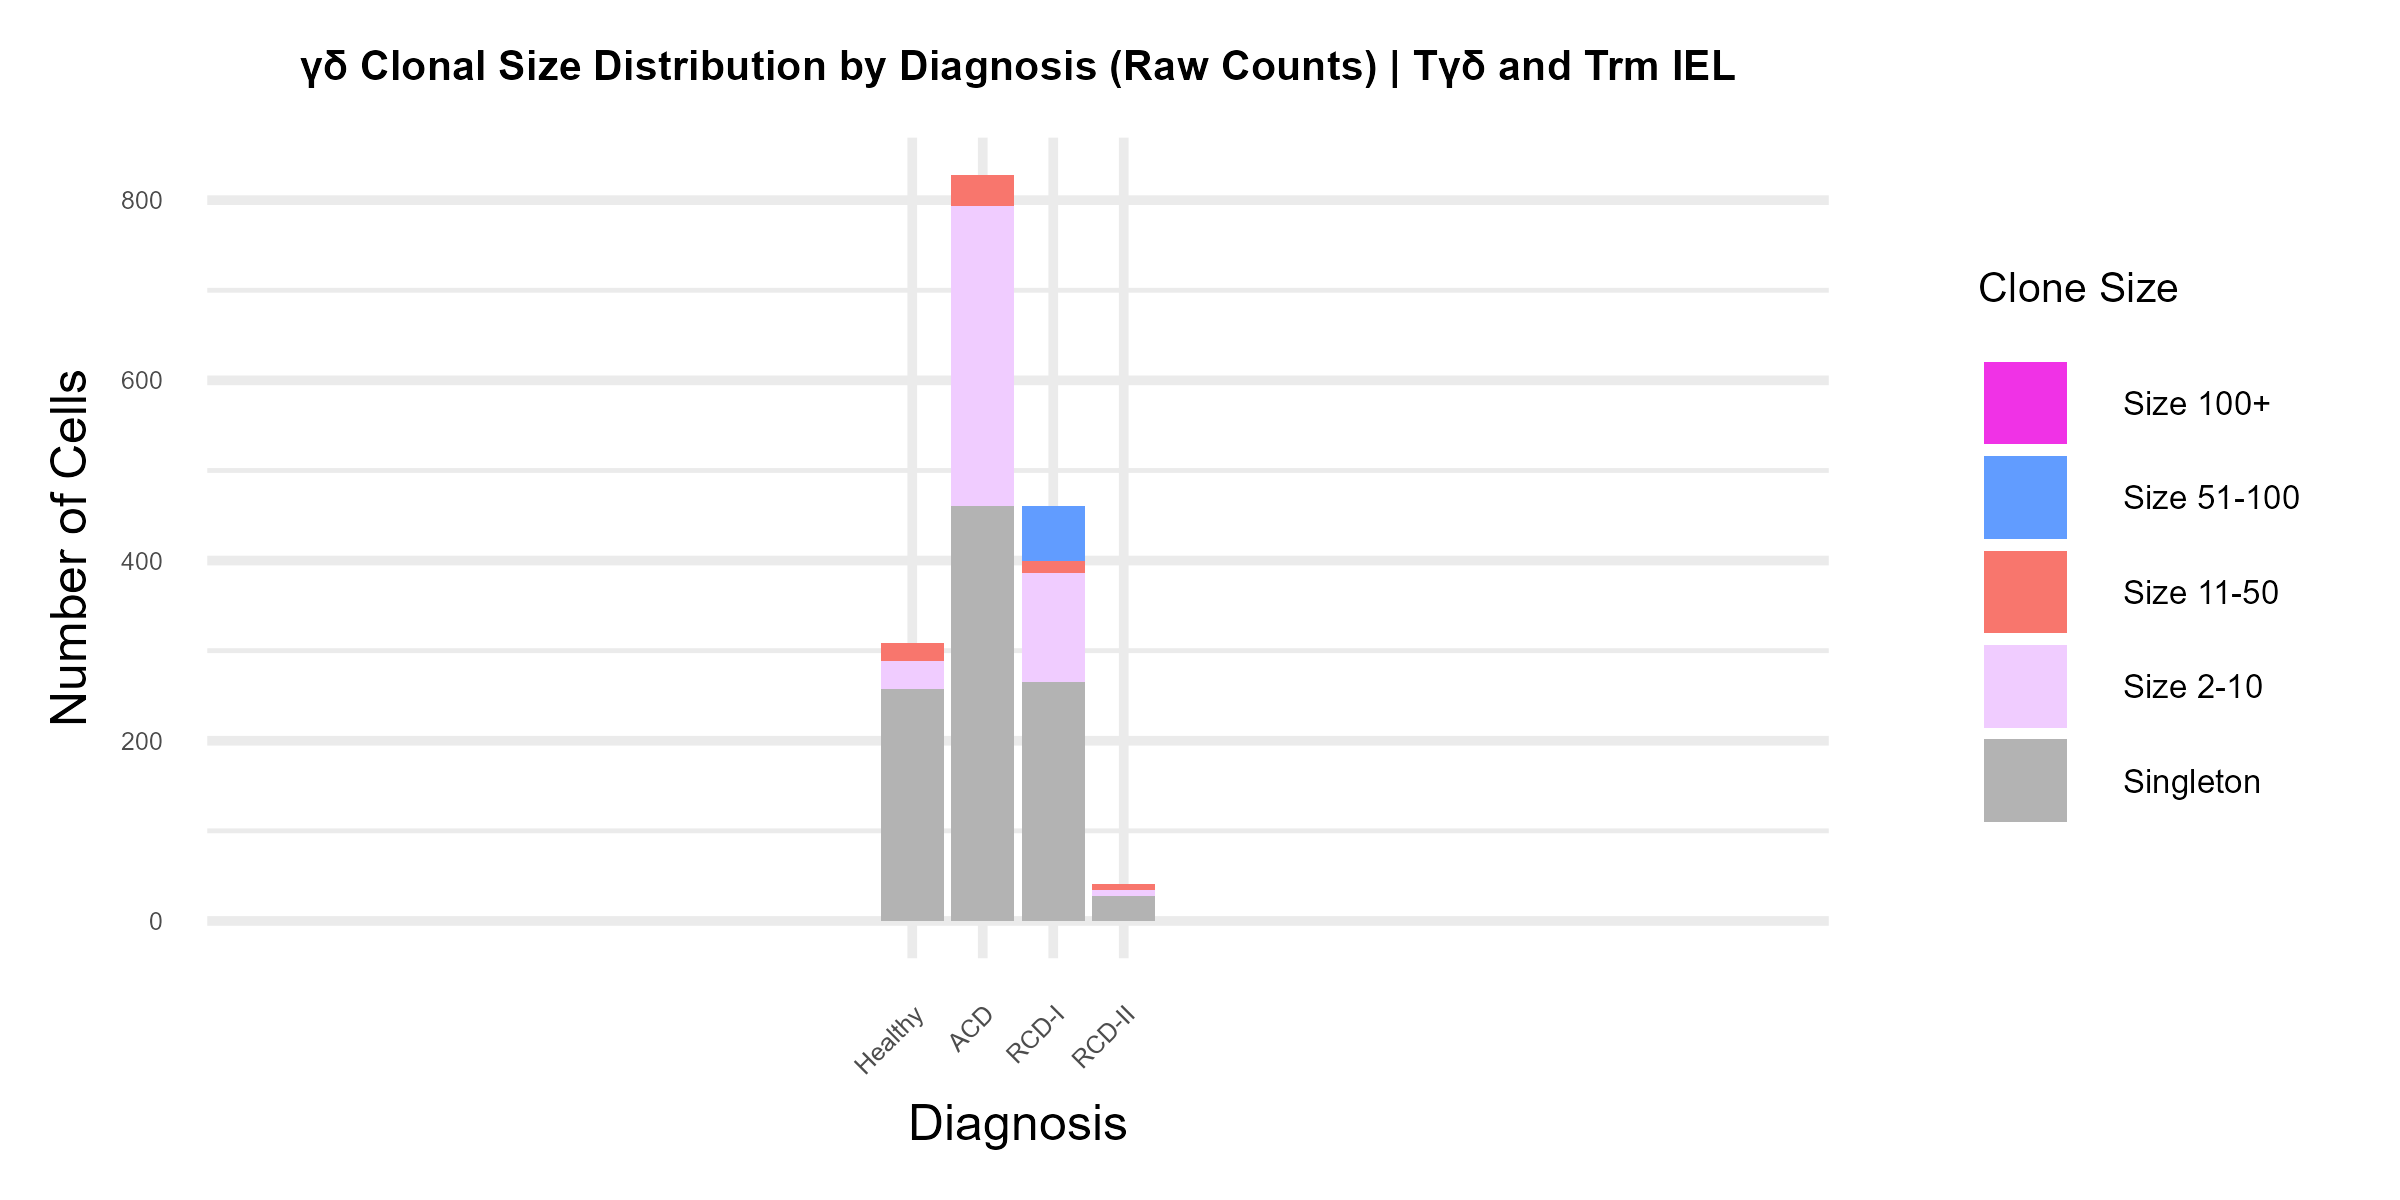 γδ Clonal Size Distribution by Diagnosis (Raw Counts) | Tγδ and Trm IEL
Number of Cells
800
600
400
200
0
Healthy
ACD
RCD-I
RCD-II
Diagnosis
Clone Size
Size 100+
Size 51-100
Size 11-50
Size 2-10
Singleton